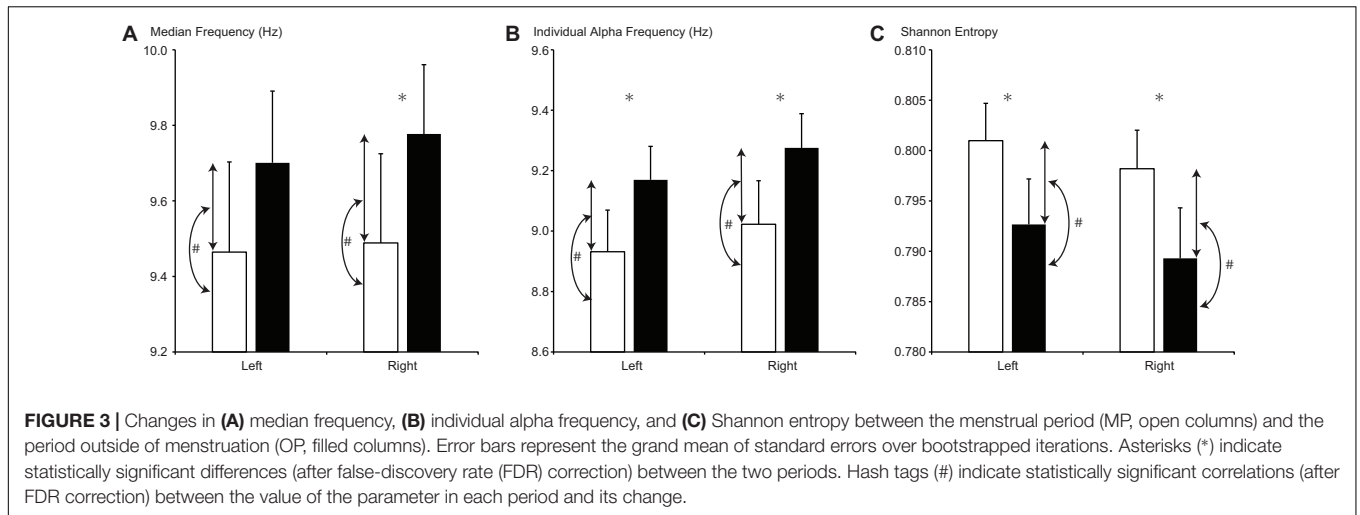 A Median Frequency (Hz)
10.0
9.8
9.6
9.4
9.2
*
#
#
Left Right
B Individual Alpha Frequency (Hz)
9.6
9.4
9.2
9.0
8.8
8.6
* *
#
#
Left Right
C Shannon Entropy
0.810
0.805
0.800
0.795
0.790
0.785
0.780
* *
#
#
Left Right
FIGURE 3 | Changes in (A) median frequency, (B) individual alpha frequency, and (C) Shannon entropy between the menstrual period (MP, open columns) and the
period outside of menstruation (OP, filled columns). Error bars represent the grand mean of standard errors over bootstrapped iterations. Asterisks (*) indicate
statistically significant differences (after false-discovery rate (FDR) correction) between the two periods. Hash tags (#) indicate statistically significant correlations (after
FDR correction) between the value of the parameter in each period and its change.